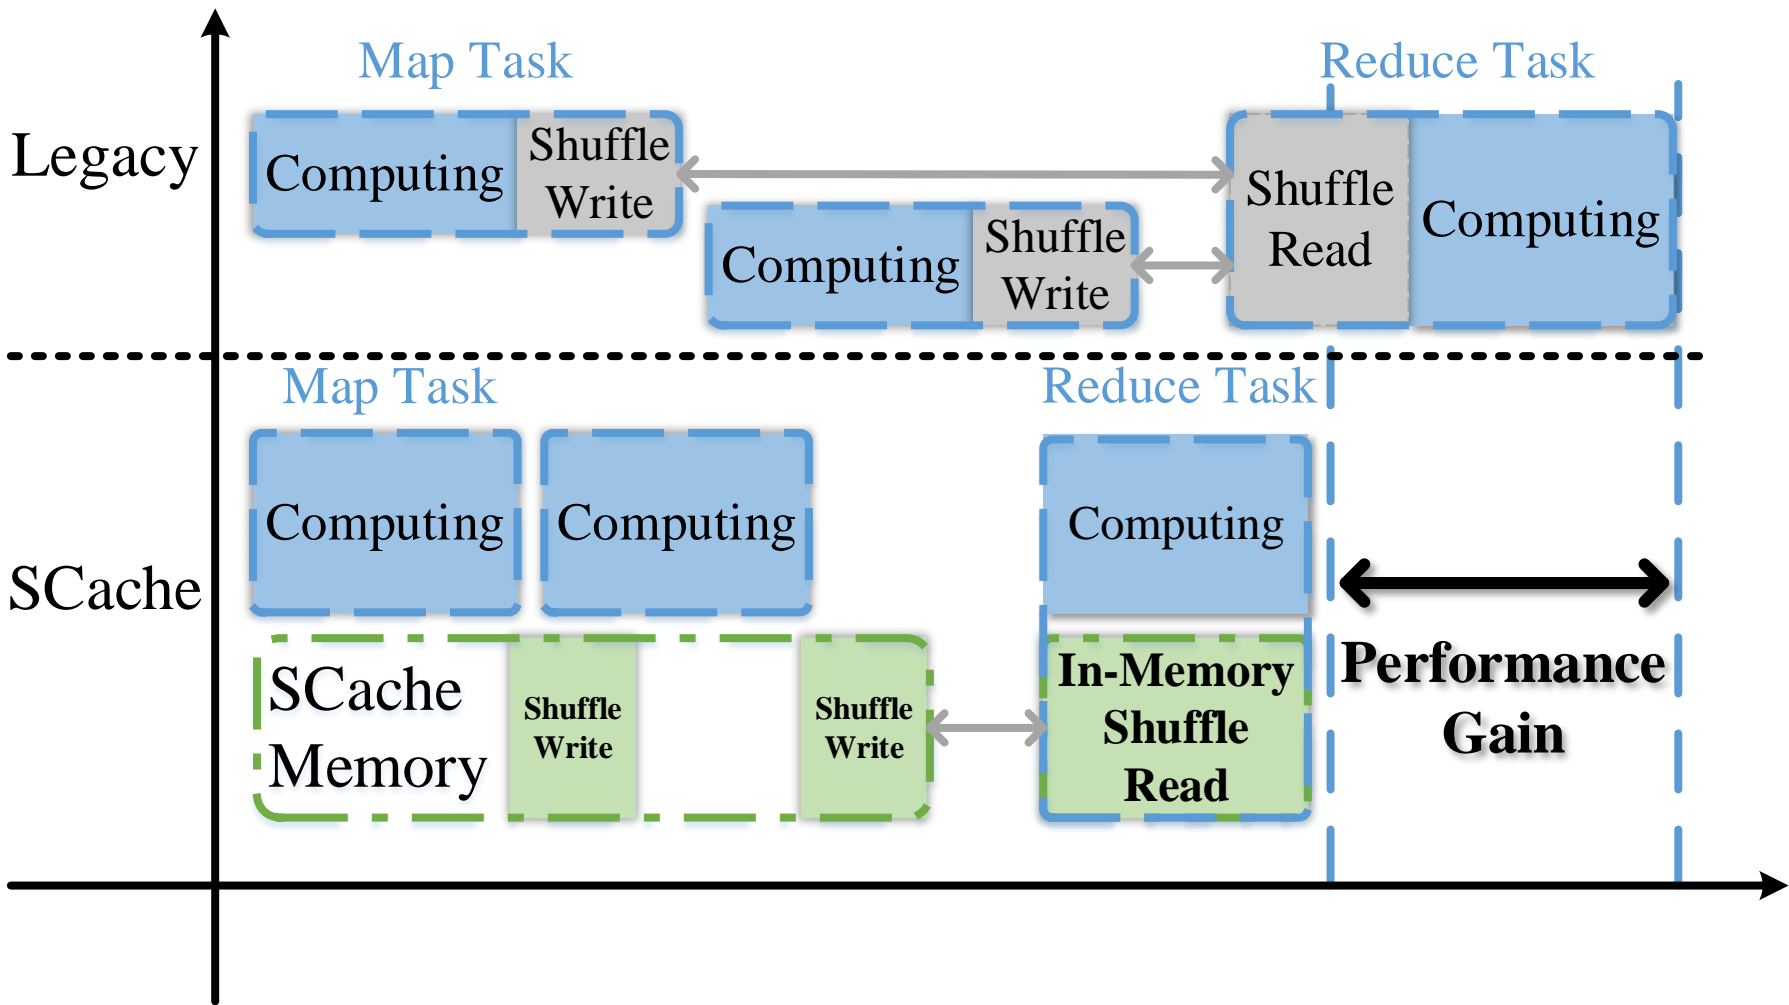 Map Task
Reduce Task
Legacy
Computing
Shuffle
Write
Computing
Shuffle
Write
Shuffle
Read
Computing
Map Task
Reduce Task
SCache
Computing
Computing
Computing
SCache
Memory
Shuffle
Write
Shuffle
Write
In-Memory
Shuffle
Read
Performance
Gain